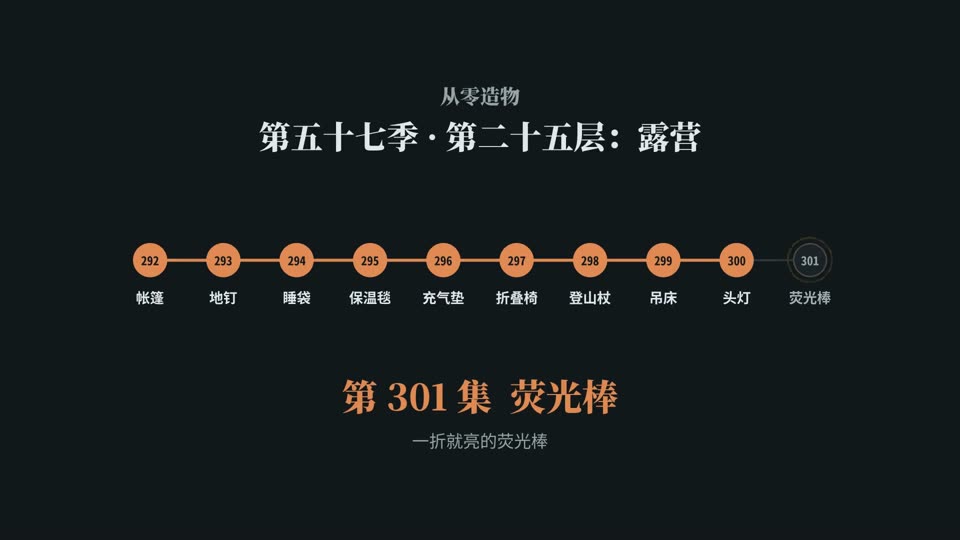 从零造物
第五十七季 · 第二十五层：露营
292 293 294 295 296 297 298 299 300 301
帐篷 地钉 睡袋 保温毯 充气垫 折叠椅 登山杖 吊床 头灯 荧光棒
第 301 集 荧光棒
一折就亮的荧光棒